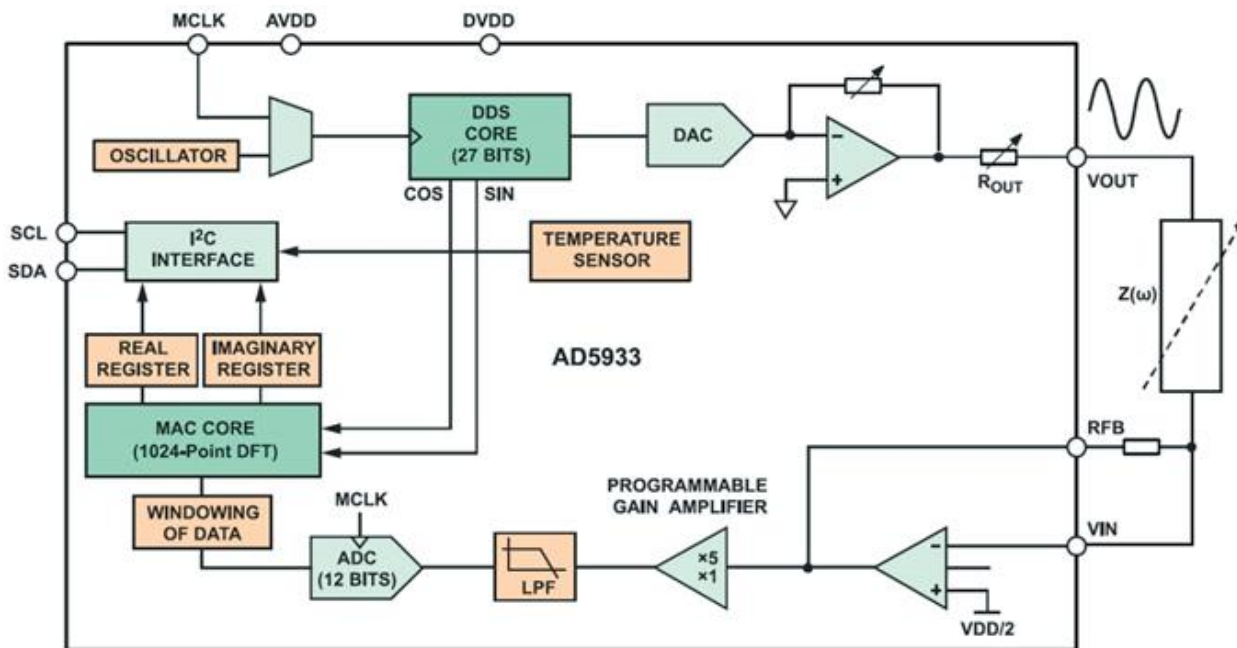 MCLK
AVDD
DVDD
OSCILLATOR
DDS
CORE
(27 BITS)
COS
SIN
DAC
−
+
ROUT
VOUT
SCL
SDA
I²C
INTERFACE
TEMPERATURE
SENSOR
Z(ω)
REAL
REGISTER
IMAGINARY
REGISTER
AD5933
MAC CORE
(1024-Point DFT)
RFB
WINDOWING
OF DATA
MCLK
ADC
(12 BITS)
LPF
PROGRAMMABLE
GAIN AMPLIFIER
×5
×1
−
+
VDD/2
VIN